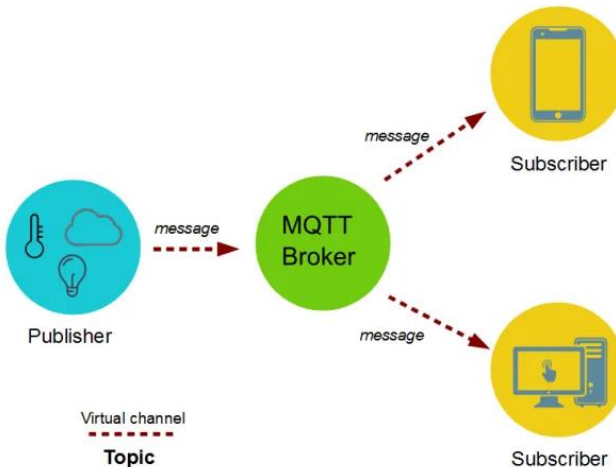 message
Subscriber
message
MQTT
Broker
Publisher
message
Virtual channel
Topic
Subscriber